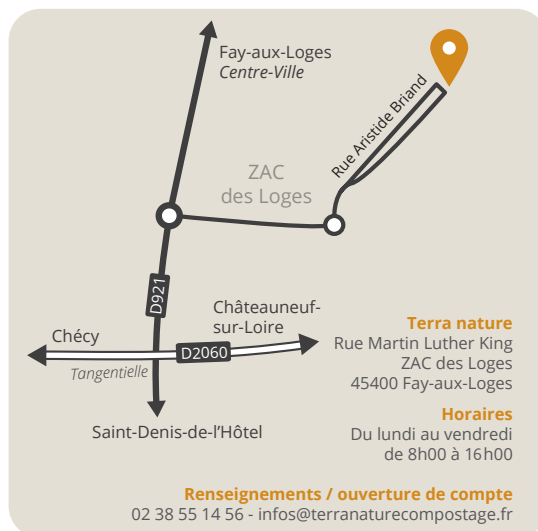 Fay-aux-Loges
Centre-Ville
Rue Aristide Briand
ZAC
des Loges
D921
Châteauneuf-
sur-Loire
Chécy
D2060
Tangentielle
Saint-Denis-de-l’Hôtel
Terra nature
Rue Martin Luther King
ZAC des Loges
45400 Fay-aux-Loges
Horaires
Du lundi au vendredi
de 8h00 à 16h00
Renseignements / ouverture de compte
02 38 55 14 56 - infos@terranaturecompostage.fr